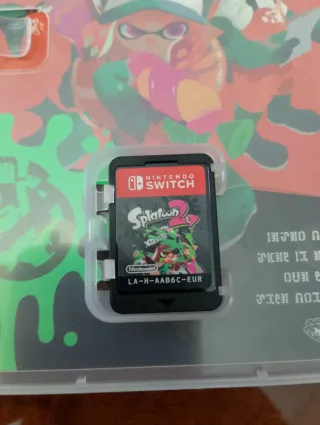 NINTENDO
SWITCH
Splatoon 2
Nintendo
LA-H-AAB6C-EUR